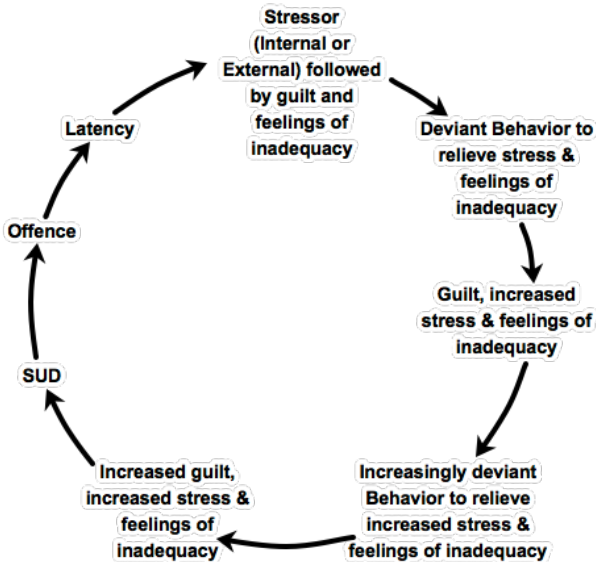 Stressor
(Internal or
External) followed
by guilt and
feelings of
inadequacy
Deviant Behavior to
relieve stress &
feelings of
inadequacy
Guilt, increased
stress & feelings of
inadequacy
Increasingly deviant
Behavior to relieve
increased stress &
feelings of inadequacy
Increased guilt,
increased stress &
feelings of
inadequacy
SUD
Offence
Latency